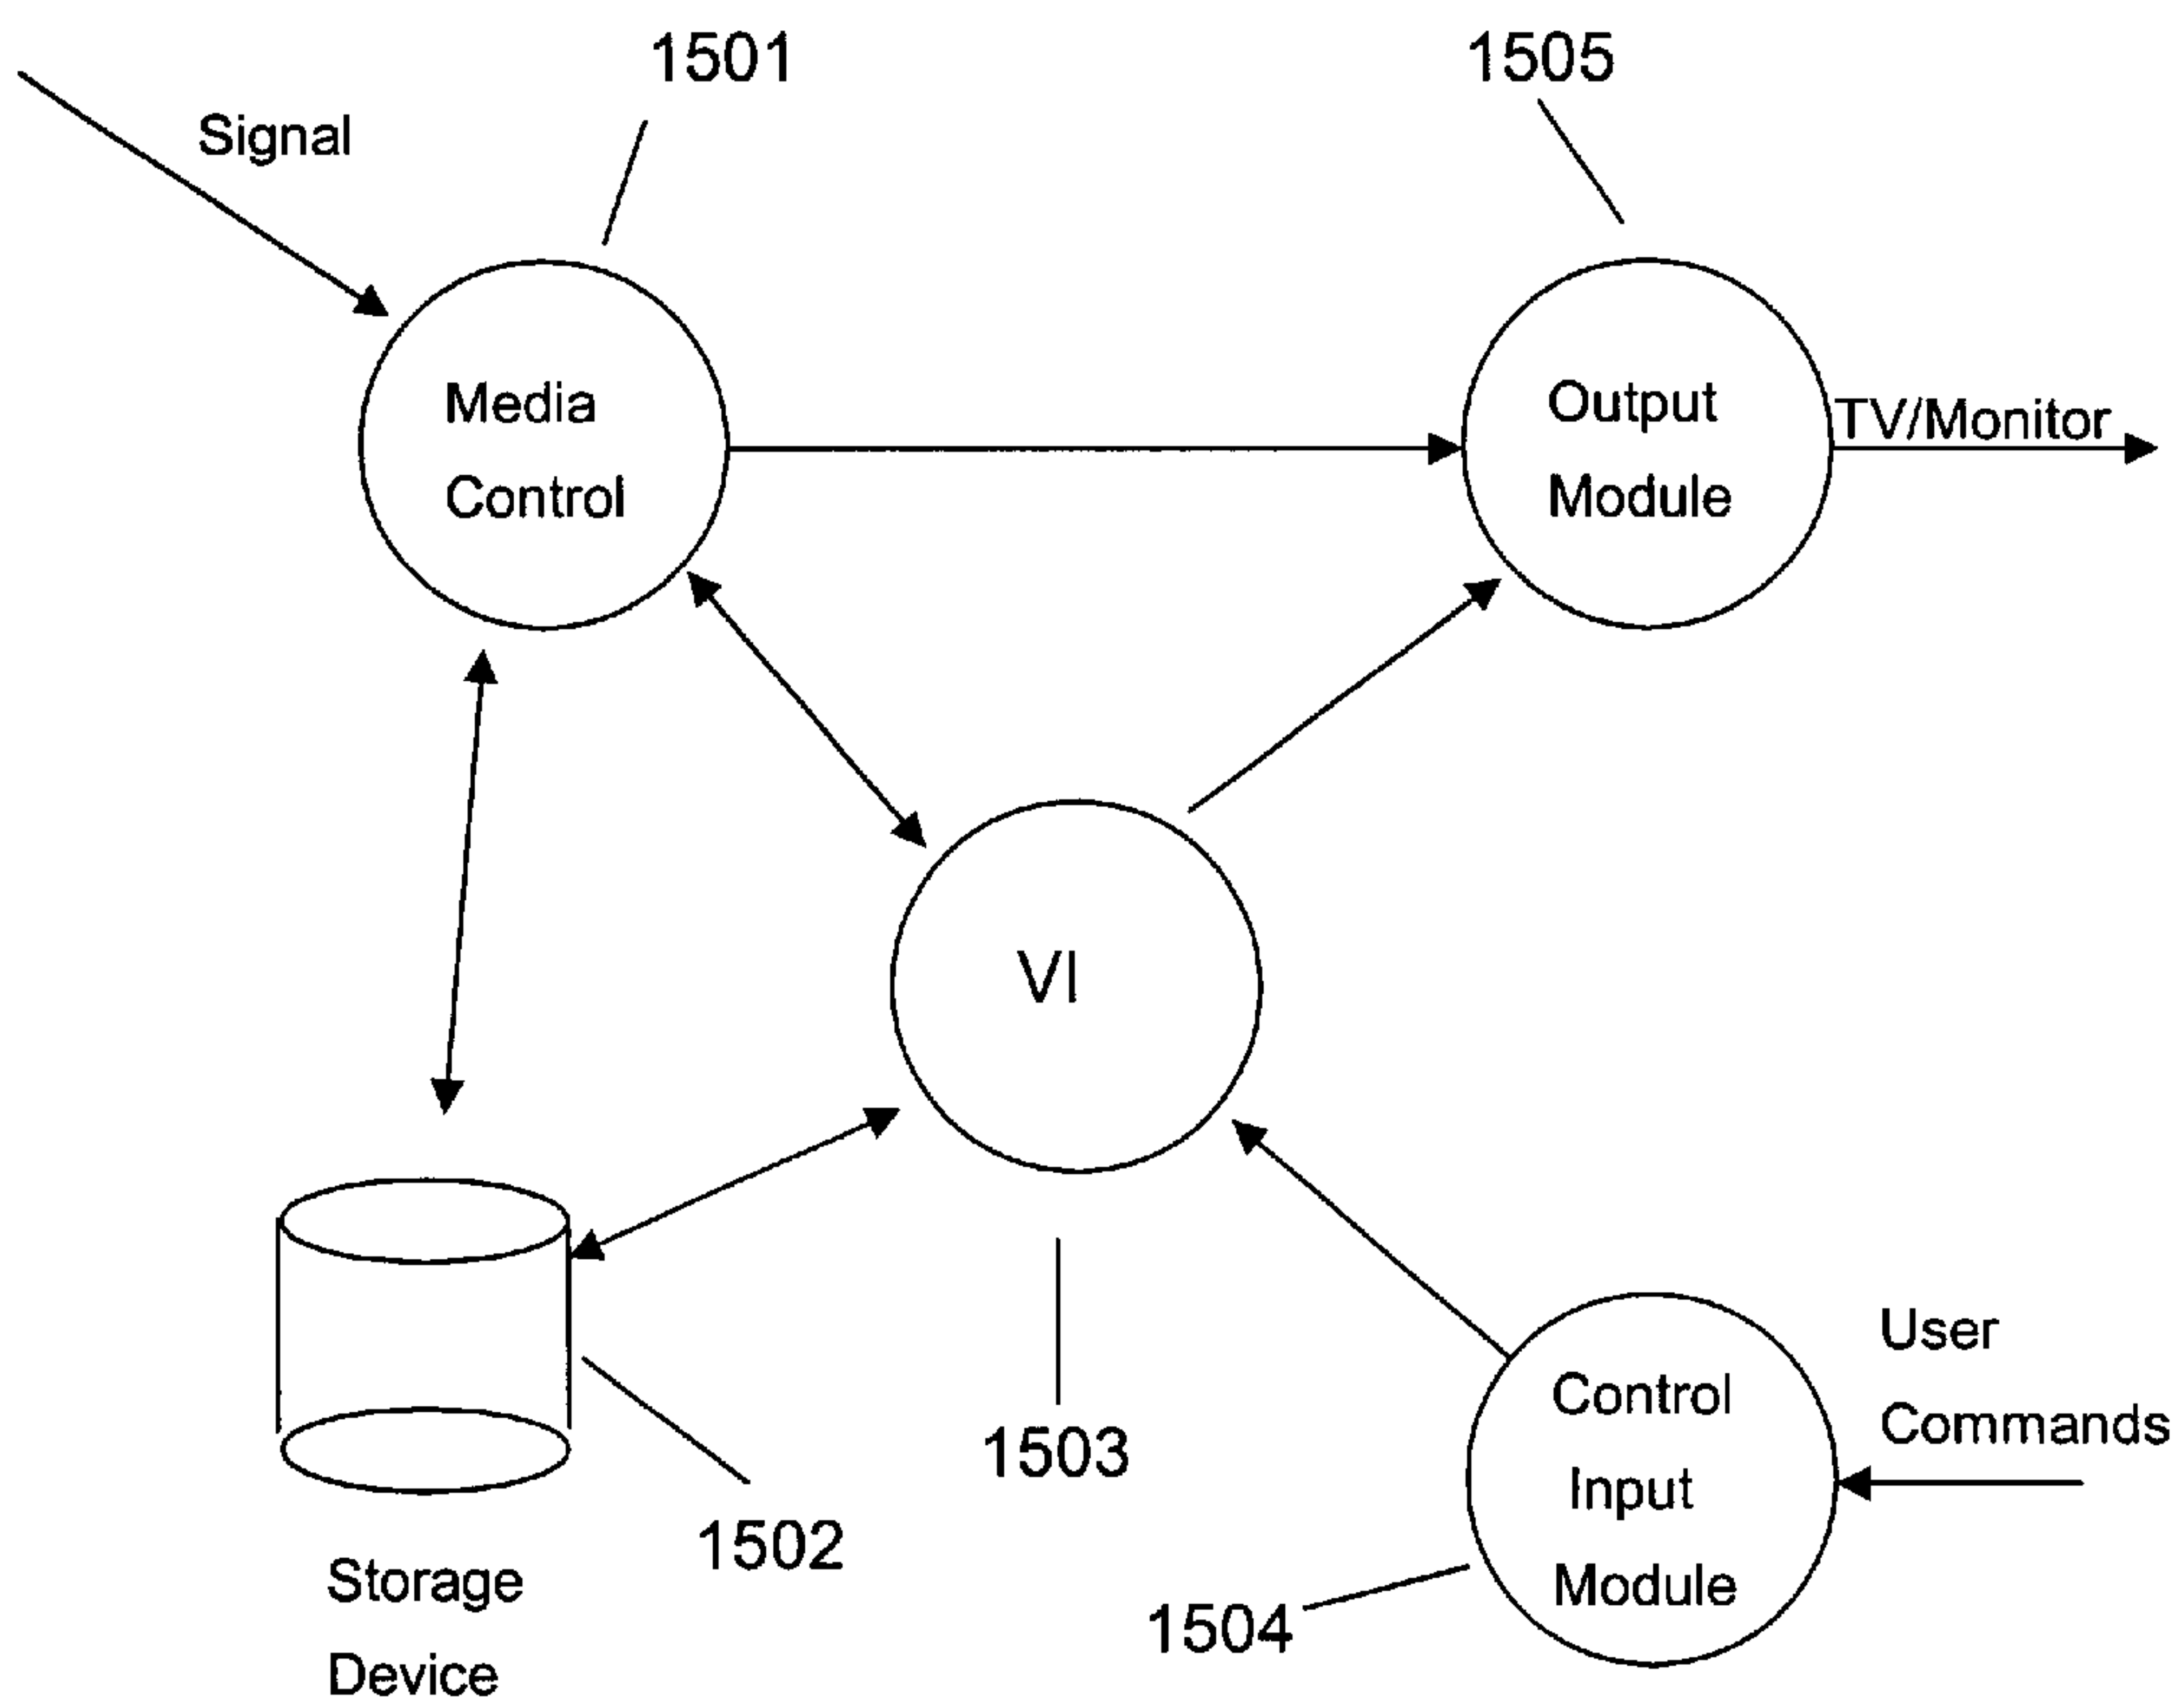 1501
1505
Signal
Media
Control
Output
Module
TV/Monitor
VI
1503
1502
Storage
Device
Control
Input
Module
User
Commands
1504